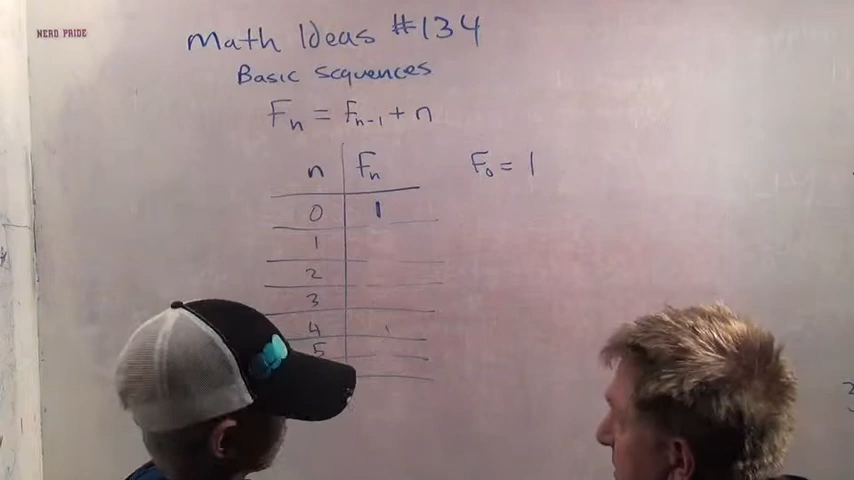 NERD PRIDE
Math Ideas #134
Basic sequences
Fn = Fn-1 + n
n Fn F0 = 1
0 1
1
2
3
4
5